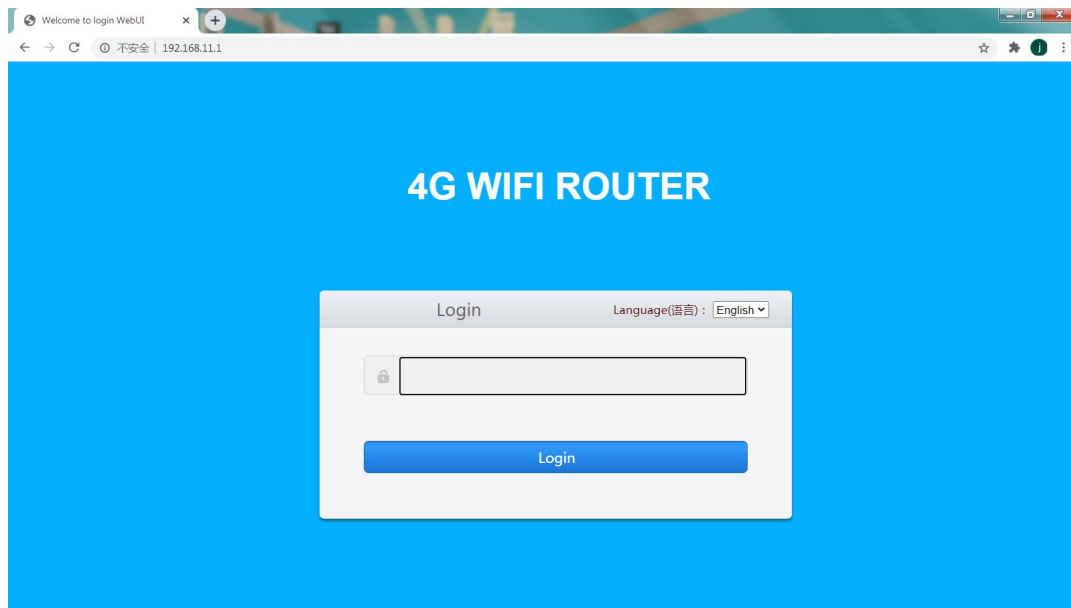 Welcome to login WebUI
不安全 192.168.11.1
j
4G WIFI ROUTER
Login
Language(语言) : English
Login